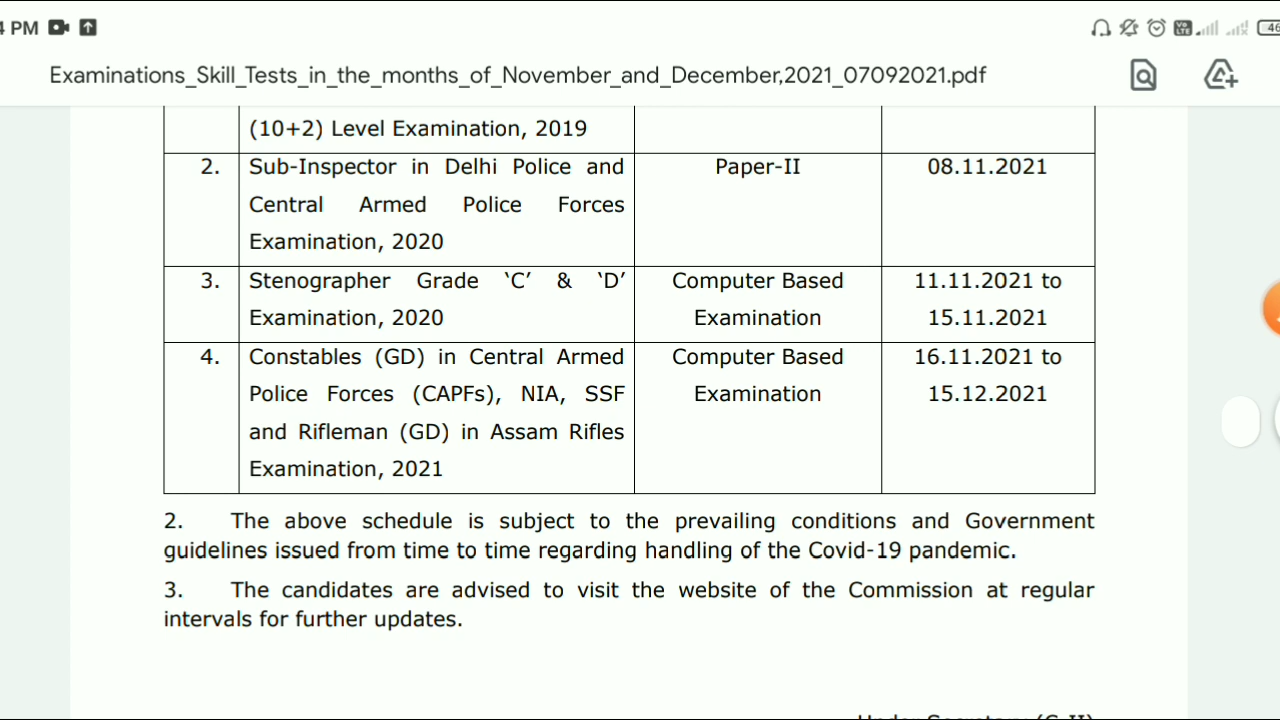 4 PM
Vo LTE 46
Examinations_Skill_Tests_in_the_months_of_November_and_December,2021_07092021.pdf
(10+2) Level Examination, 2019
2. Sub-Inspector in Delhi Police and Paper-II 08.11.2021
Central Armed Police Forces
Examination, 2020
3. Stenographer Grade ‘C’ & ‘D’ Computer Based 11.11.2021 to
Examination, 2020 Examination 15.11.2021
4. Constables (GD) in Central Armed Computer Based 16.11.2021 to
Police Forces (CAPFs), NIA, SSF Examination 15.12.2021
and Rifleman (GD) in Assam Rifles
Examination, 2021
2. The above schedule is subject to the prevailing conditions and Government
guidelines issued from time to time regarding handling of the Covid-19 pandemic.
3. The candidates are advised to visit the website of the Commission at regular
intervals for further updates.